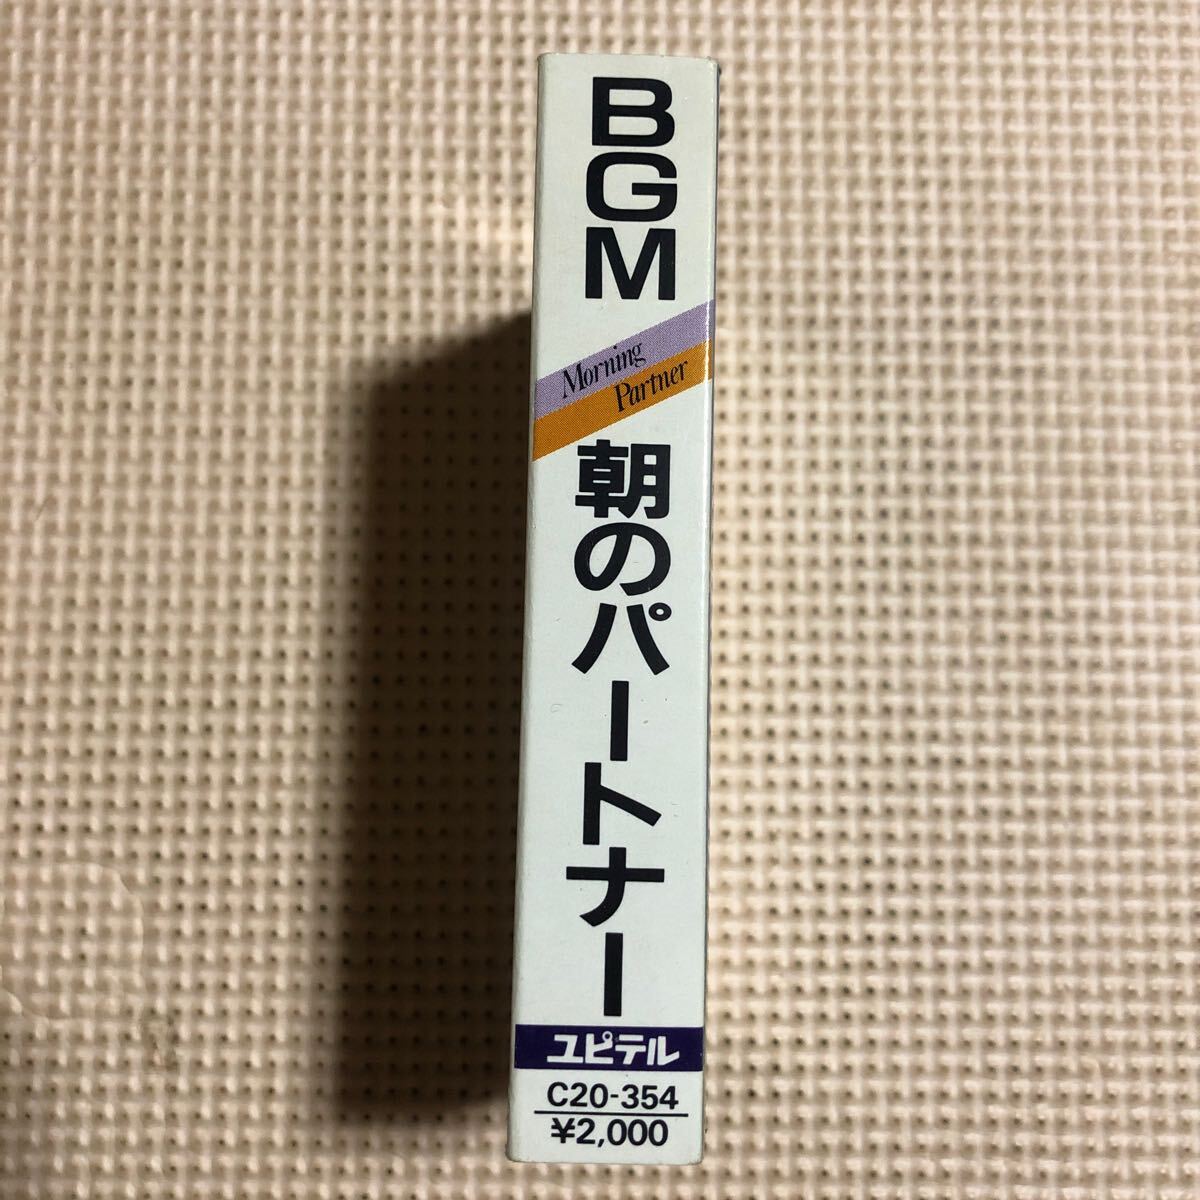 BGM
Morning
Partner
朝のパートナー
ユピテル
C20-354
¥2,000